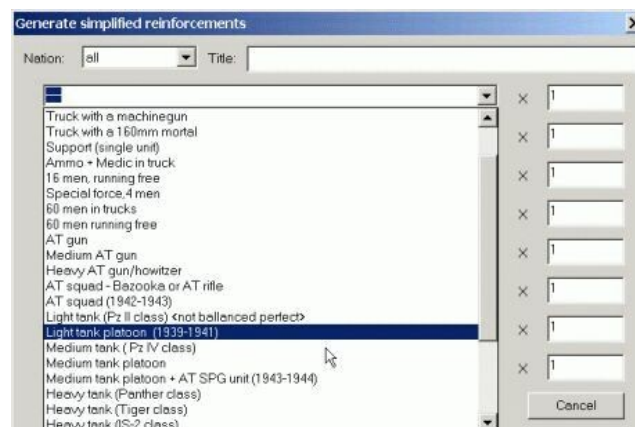 Generate simplified reinforcements
Nation: all Title:
× 1
Truck with a machinegun
Truck with a 160mm mortal
× 1
Support (single unit)
Ammo + Medic in truck
16 men, running free
× 1
Special force,4 men
60 men in trucks
60 men running free
× 1
AT gun
Medium AT gun
× 1
Heavy AT gun/howitzer
AT squad - Bazooka or AT rifle
× 1
AT squad (1942-1943)
Light tank (Pz II class) <not ballanced perfect>
Light tank platoon (1939-1941)
× 1
Medium tank ( Pz IV class)
Medium tank platoon
× 1
Medium tank platoon + AT SPG unit (1943-1944)
Heavy tank (Panther class)
Heavy tank (Tiger class)
Cancel
Heavy tank (IS-2 class)